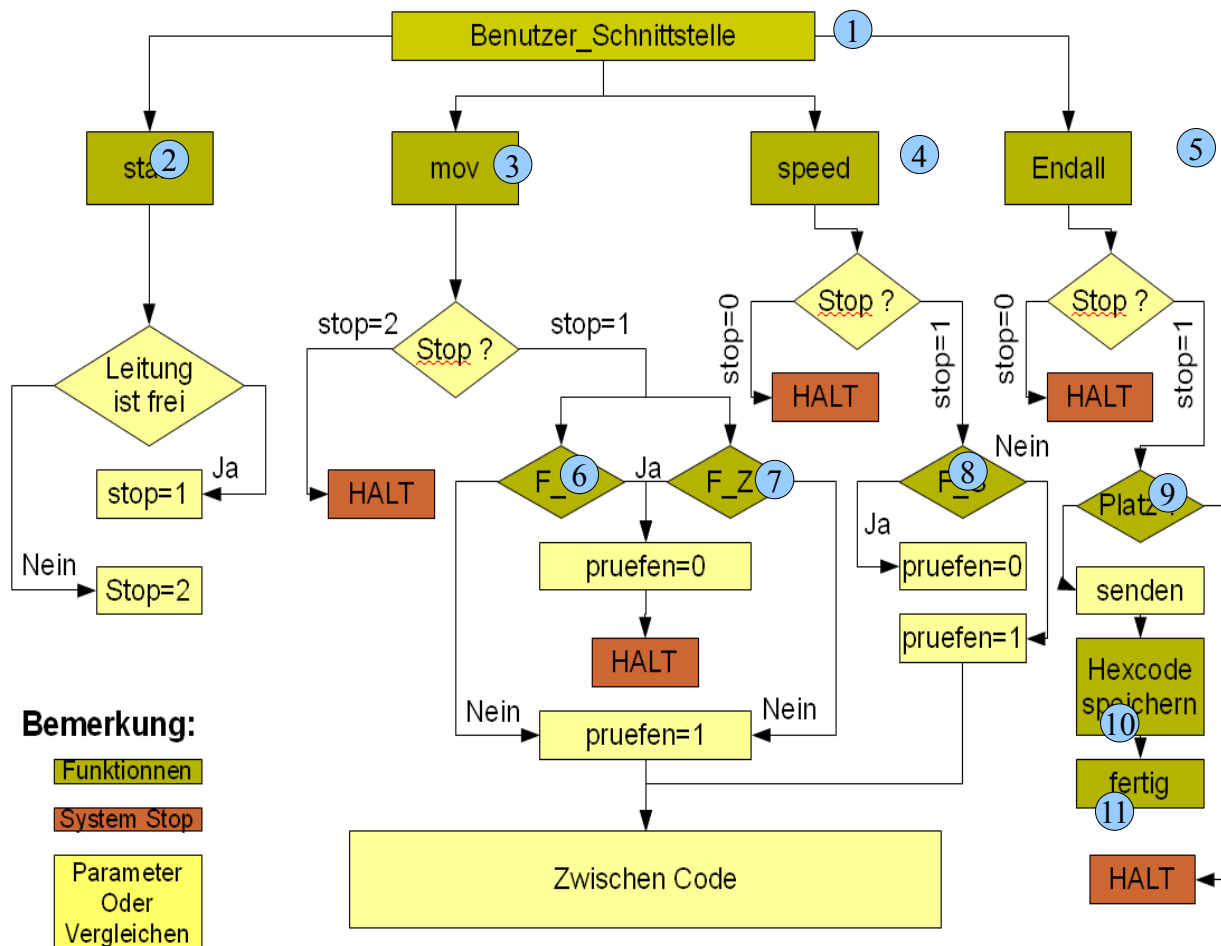 Benutzer_Schnittstelle
1
2
mov
3
speed
4
Endall
5
Stop ?
stop=0
stop=1
HALT
Stop ?
stop=0
stop=1
HALT
stop=2
Stop ?
stop=1
Leitung
ist frei
Ja
stop=1
Nein
Stop=2
HALT
6
Ja
F_Z
7
8
Nein
Ja
Platz
9
pruefen=0
HALT
Nein
Nein
pruefen=1
pruefen=0
pruefen=1
senden
Hexcode
speichern
10
fertig
11
HALT
Zwischen Code
Bemerkung:
Funktionnen
System Stop
Parameter
Oder
Vergleichen